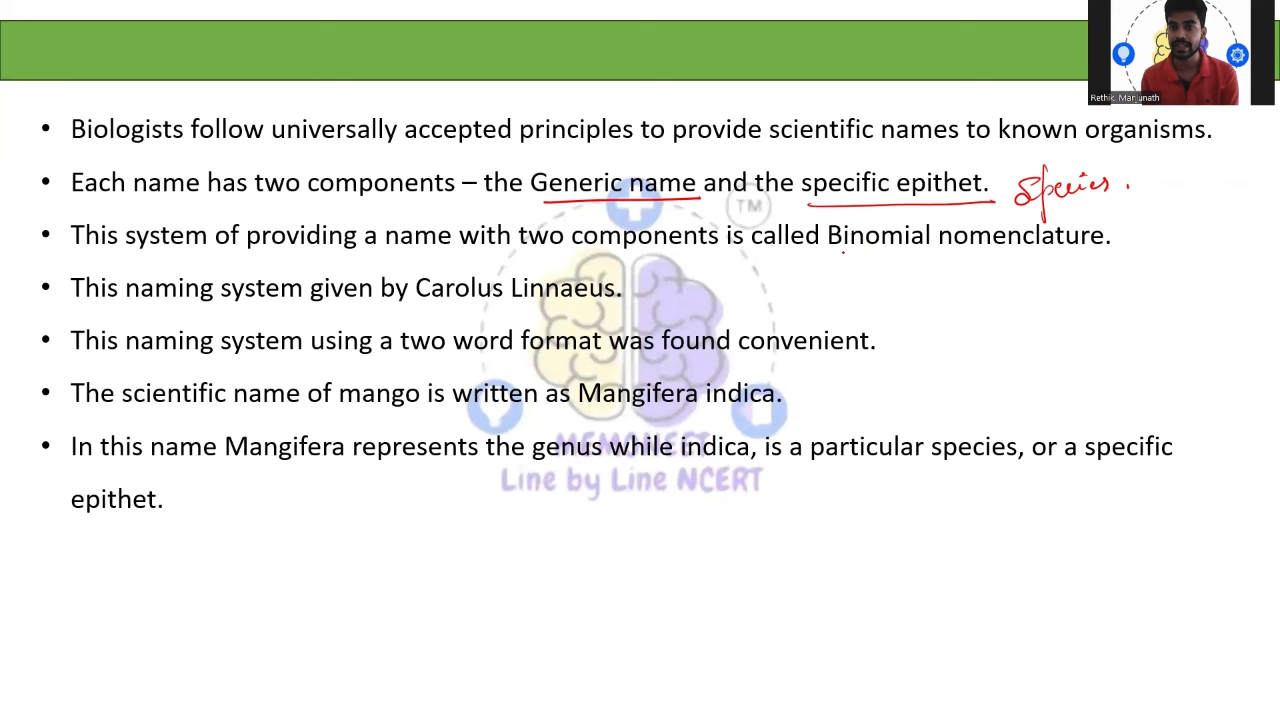 Rethic Manjunath
• Biologists follow universally accepted principles to provide scientific names to known organisms.
• Each name has two components – the Generic name and the specific epithet. Species.
TM
• This system of providing a name with two components is called Binomial nomenclature.
• This naming system given by Carolus Linnaeus.
• This naming system using a two word format was found convenient.
• The scientific name of mango is written as Mangifera indica.
• In this name Mangifera represents the genus while indica, is a particular species, or a specific
epithet.
MEMONEET
Line by Line NCERT